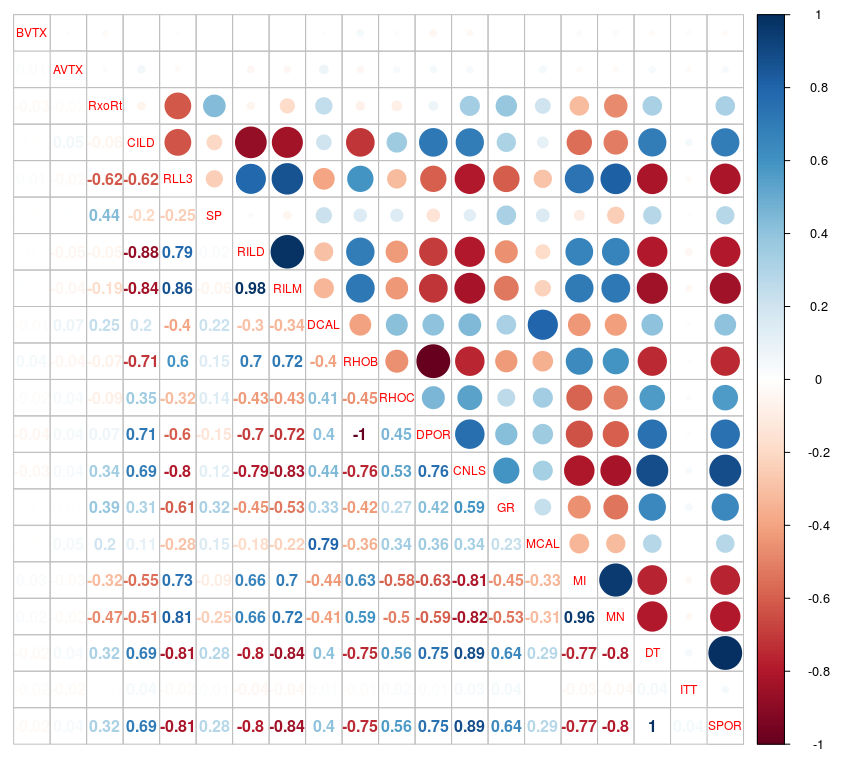 BVTX
1
AVTX
0.8
RxoRt
0.05 -0.06 CILD
0.6
-0.62 -0.62 RLL3
0.44 -0.2 -0.25 SP
0.4
-0.88 0.79 RILD
-0.19 -0.84 0.86 0.98 RILM
0.2
0.07 0.25 0.2 -0.4 0.22 -0.3 -0.34 DCAL
-0.07 -0.71 0.6 0.15 0.7 0.72 -0.4 RHOB
0
-0.09 0.35 -0.32 0.14 -0.43 -0.43 0.41 -0.45 RHOC
0.07 0.71 -0.6 -0.15 -0.7 -0.72 0.4 -1 0.45 DPOR
-0.2
0.34 0.69 -0.8 0.12 -0.79 -0.83 0.44 -0.76 0.53 0.76 CNLS
0.39 0.31 -0.61 0.32 -0.45 -0.53 0.33 -0.42 0.27 0.42 0.59 GR
-0.4
0.05 0.2 0.11 -0.28 0.15 -0.18 -0.22 0.79 -0.36 0.34 0.36 0.34 0.23 MCAL
-0.32 -0.55 0.73 -0.09 0.66 0.7 -0.44 0.63 -0.58 -0.63 -0.81 -0.45 -0.33 MI
-0.6
-0.47 -0.51 0.81 -0.25 0.66 0.72 -0.41 0.59 -0.5 -0.59 -0.82 -0.53 -0.31 0.96 MN
0.04 0.32 0.69 -0.81 0.28 -0.8 -0.84 0.4 -0.75 0.56 0.75 0.89 0.64 0.29 -0.77 -0.8 DT
-0.8
0.04 -0.04 -0.04 0.04 ITT
0.04 0.32 0.69 -0.81 0.28 -0.8 -0.84 0.4 -0.75 0.56 0.75 0.89 0.64 0.29 -0.77 -0.8 1 0.04 SPOR
-1